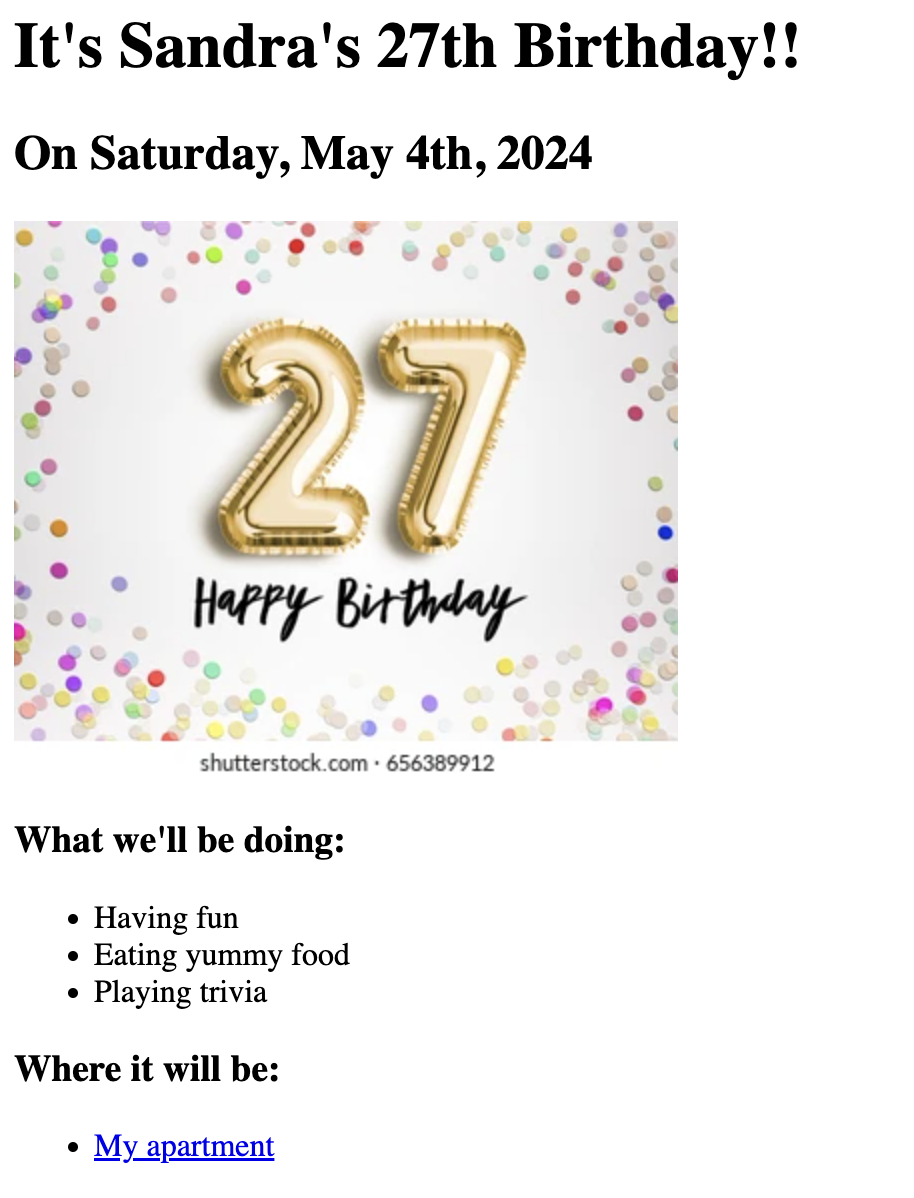 It's Sandra's 27th Birthday!!
On Saturday, May 4th, 2024
27
Happy Birthday
shutterstock.com · 656389912
What we'll be doing:
• Having fun
• Eating yummy food
• Playing trivia
Where it will be:
• My apartment